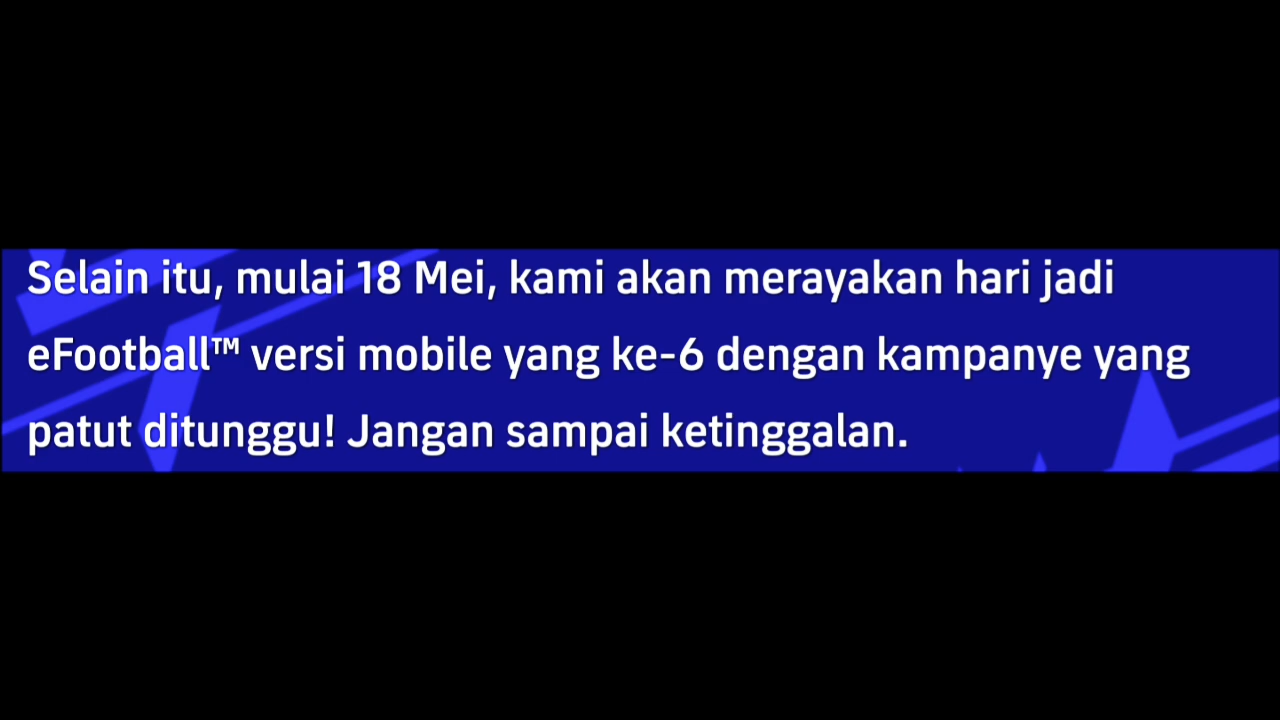 Selain itu, mulai 18 Mei, kami akan merayakan hari jadi
eFootball™ versi mobile yang ke-6 dengan kampanye yang
patut ditunggu! Jangan sampai ketinggalan.